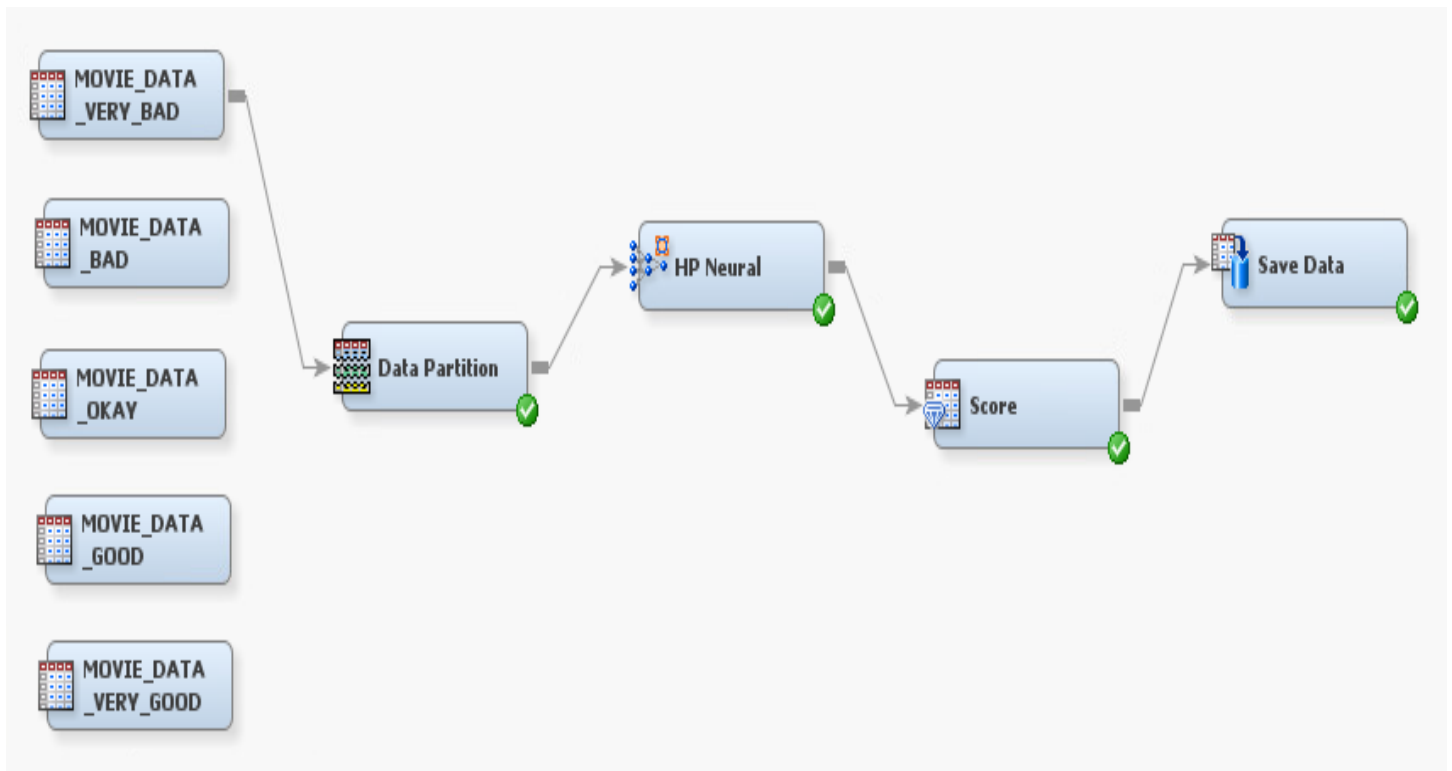 MOVIE_DATA
_VERY_BAD
MOVIE_DATA
_BAD
MOVIE_DATA
_OKAY
MOVIE_DATA
_GOOD
MOVIE_DATA
_VERY_GOOD
Data Partition
HP Neural
Score
Save Data